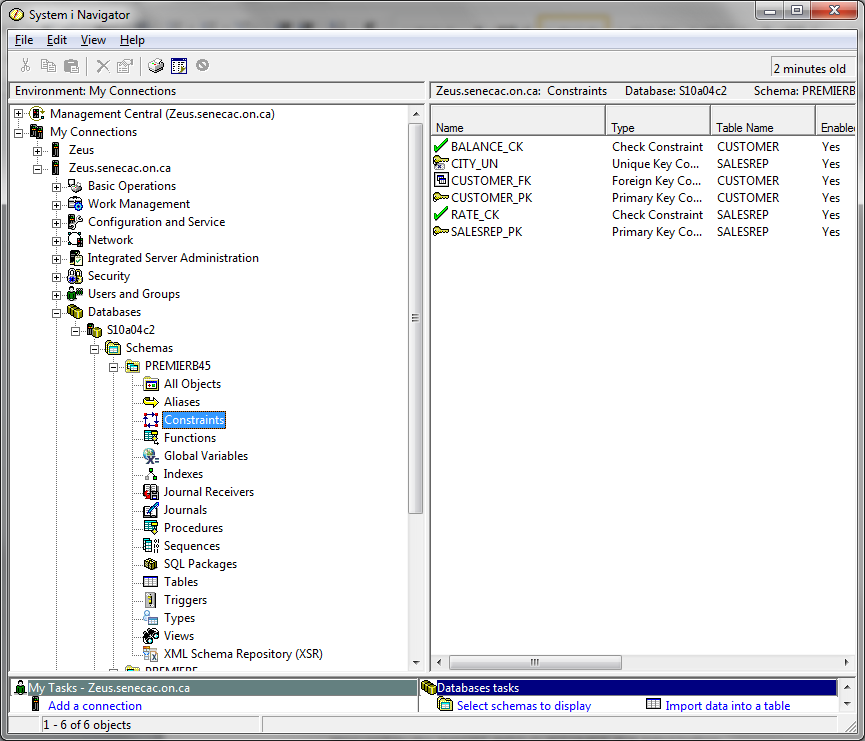 System i Navigator
File Edit View Help
2 minutes old
Environment: My Connections
Zeus.senecac.on.ca: Constraints Database: S10a04c2 Schema: PREMIERB
Management Central (Zeus.senecac.on.ca)
My Connections
Zeus
Zeus.senecac.on.ca
Basic Operations
Work Management
Configuration and Service
Network
Integrated Server Administration
Security
Users and Groups
Databases
S10a04c2
Schemas
PREMIERB45
All Objects
Aliases
Constraints
Functions
Global Variables
Indexes
Journal Receivers
Journals
Procedures
Sequences
SQL Packages
Tables
Triggers
Types
Views
XML Schema Repository (XSR)
Name Type Table Name Enabled
BALANCE_CK Check Constraint CUSTOMER Yes
CITY_UN Unique Key Co... SALESREP Yes
CUSTOMER_FK Foreign Key Co... CUSTOMER Yes
CUSTOMER_PK Primary Key Co... CUSTOMER Yes
RATE_CK Check Constraint SALESREP Yes
SALESREP_PK Primary Key Co... SALESREP Yes
My Tasks - Zeus.senecac.on.ca
Add a connection
Databases tasks
Select schemas to display Import data into a table
1 - 6 of 6 objects